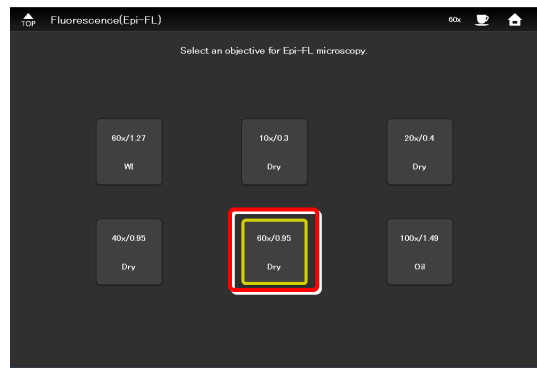 TOP Fluorescence(Epi-FL) 60x
Select an objective for Epi-FL microscopy.
60x/1.27 10x/0.3 20x/0.4
WI Dry Dry
40x/0.95 60x/0.95 100x/1.49
Dry Dry Oil